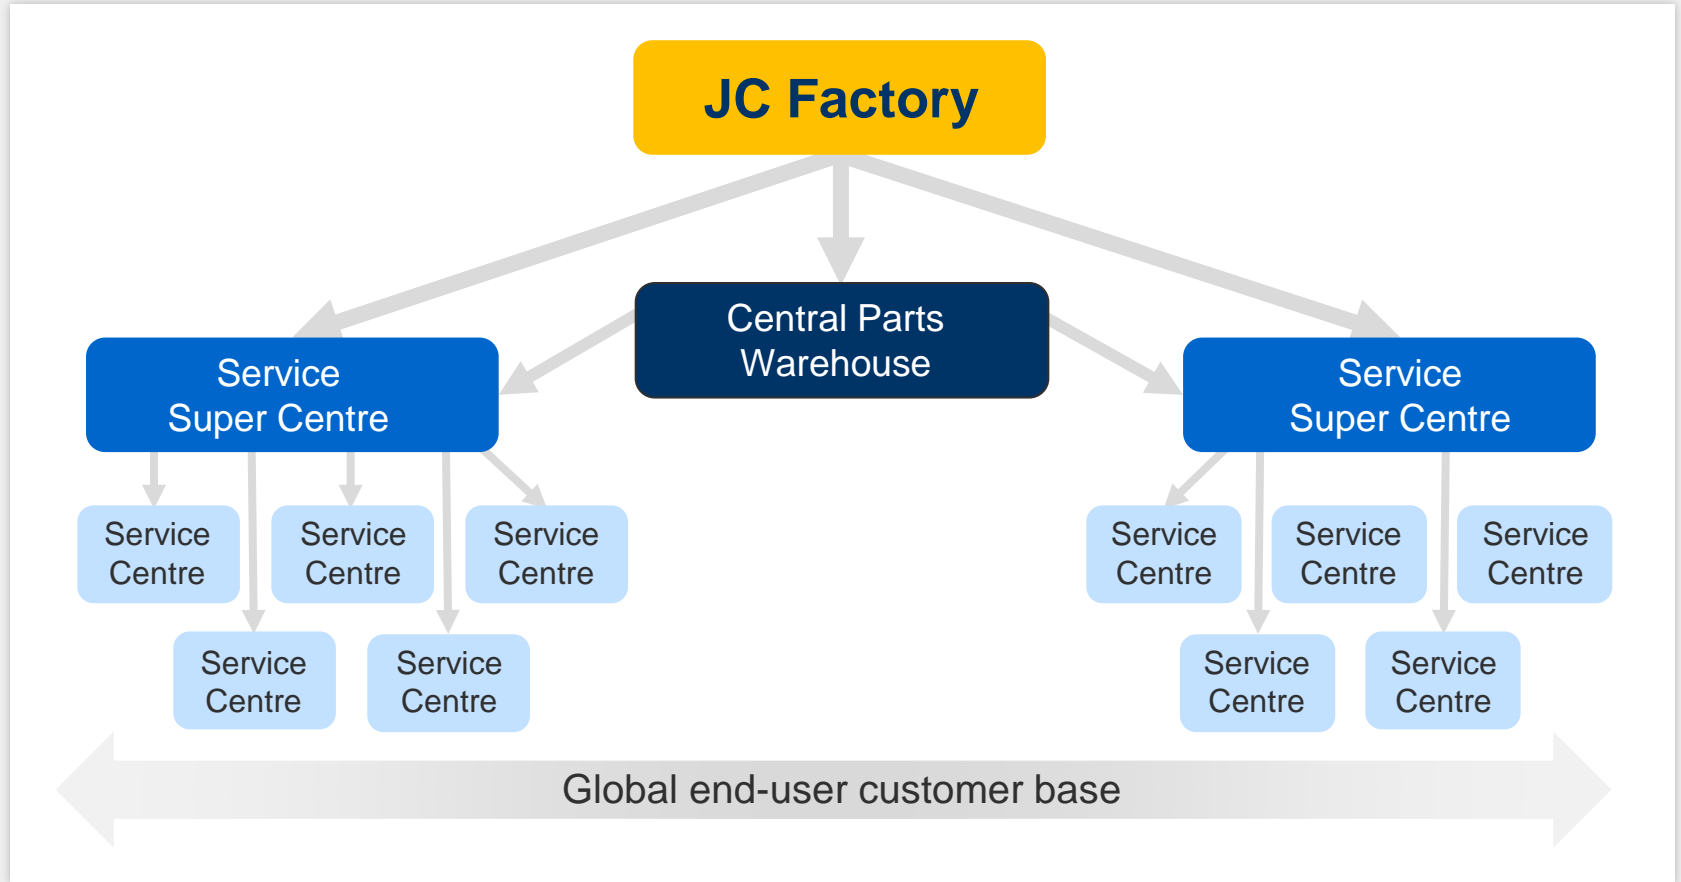 JC Factory
Central Parts
Warehouse
Service
Super Centre
Service
Super Centre
Service
Centre
Service
Centre
Service
Centre
Service
Centre
Service
Centre
Service
Centre
Service
Centre
Service
Centre
Service
Centre
Service
Centre
Global end-user customer base